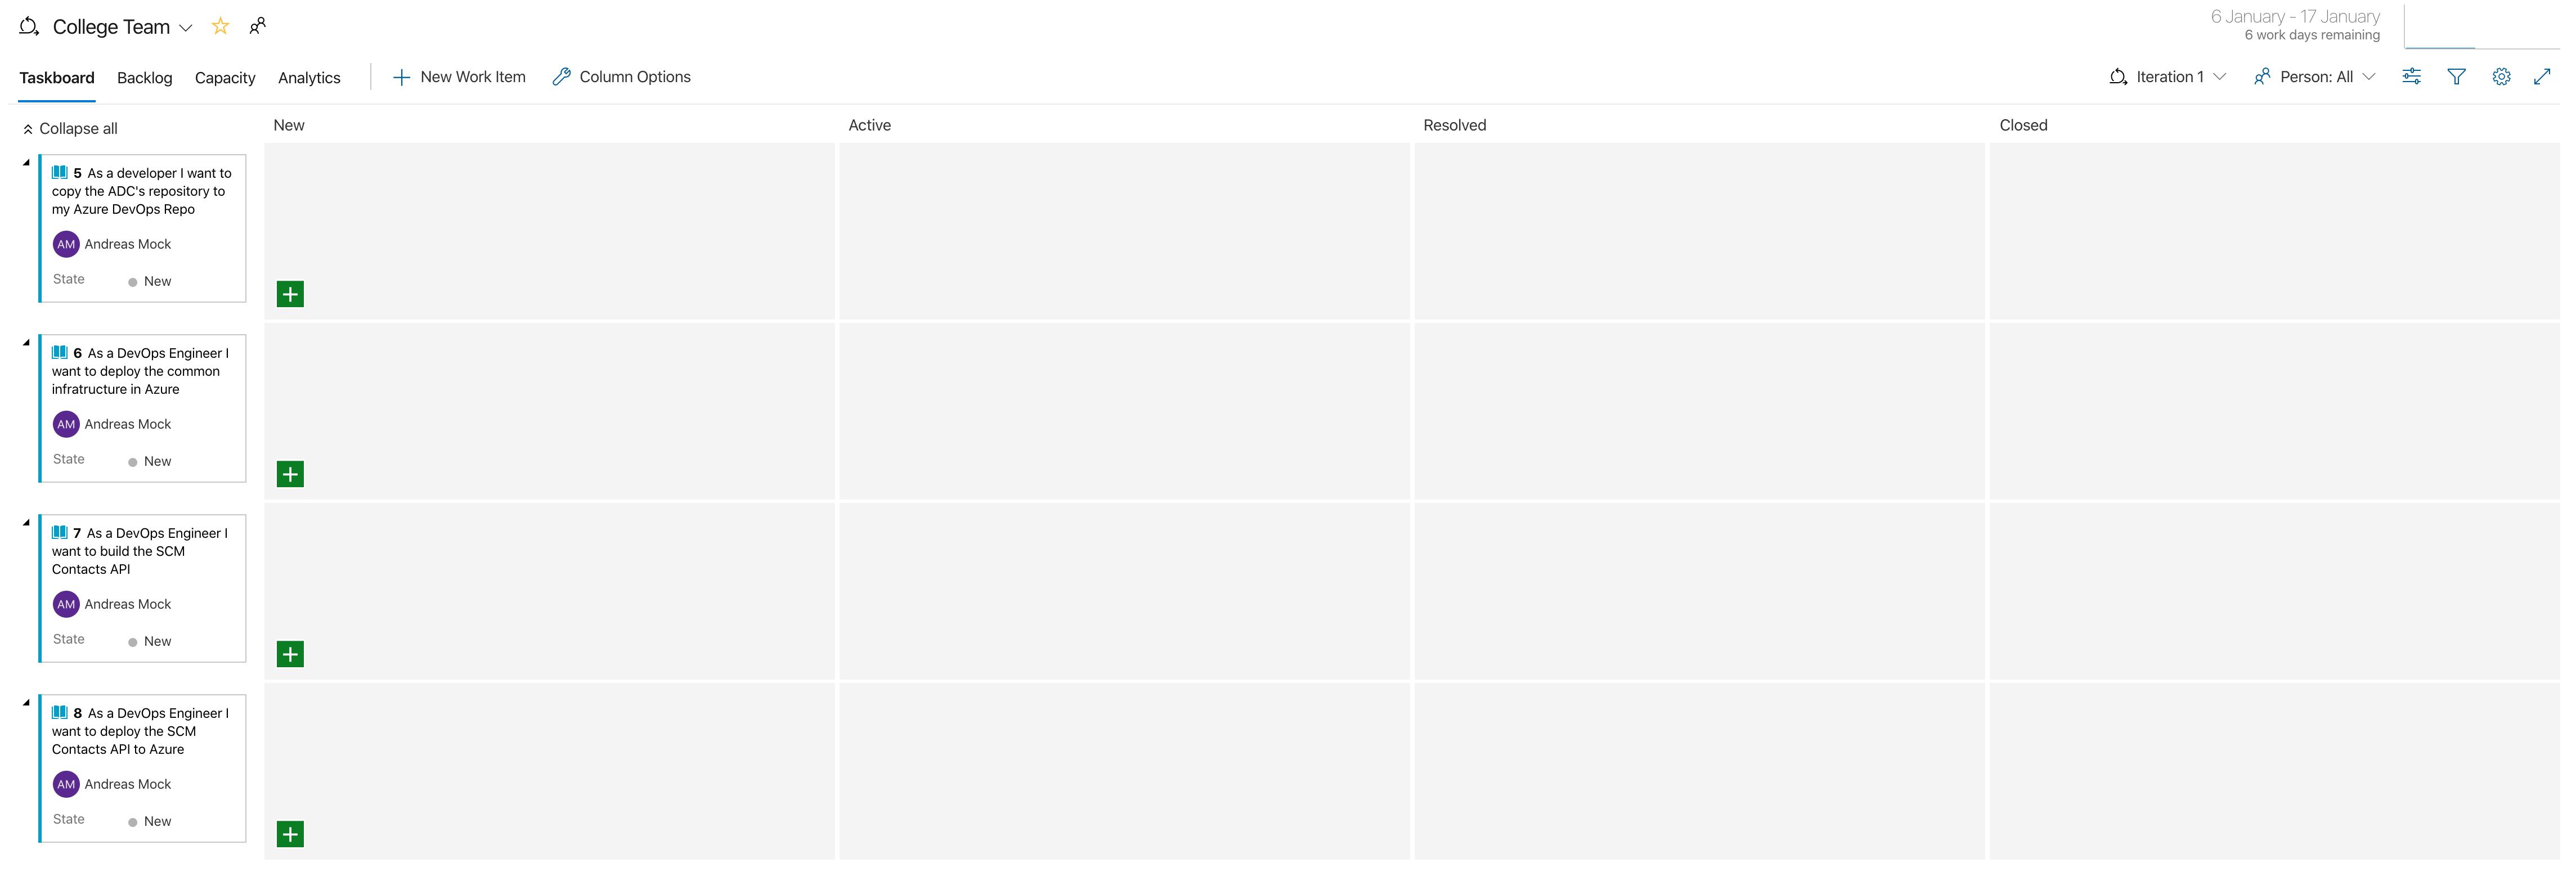 College Team
6 January - 17 January
6 work days remaining
Taskboard Backlog Capacity Analytics New Work Item Column Options Iteration 1 Person: All
Collapse all New Active Resolved Closed
5 As a developer I want to
copy the ADC's repository to
my Azure DevOps Repo
AM Andreas Mock
State New
6 As a DevOps Engineer I
want to deploy the common
infratructure in Azure
AM Andreas Mock
State New
7 As a DevOps Engineer I
want to build the SCM
Contacts API
AM Andreas Mock
State New
8 As a DevOps Engineer I
want to deploy the SCM
Contacts API to Azure
AM Andreas Mock
State New